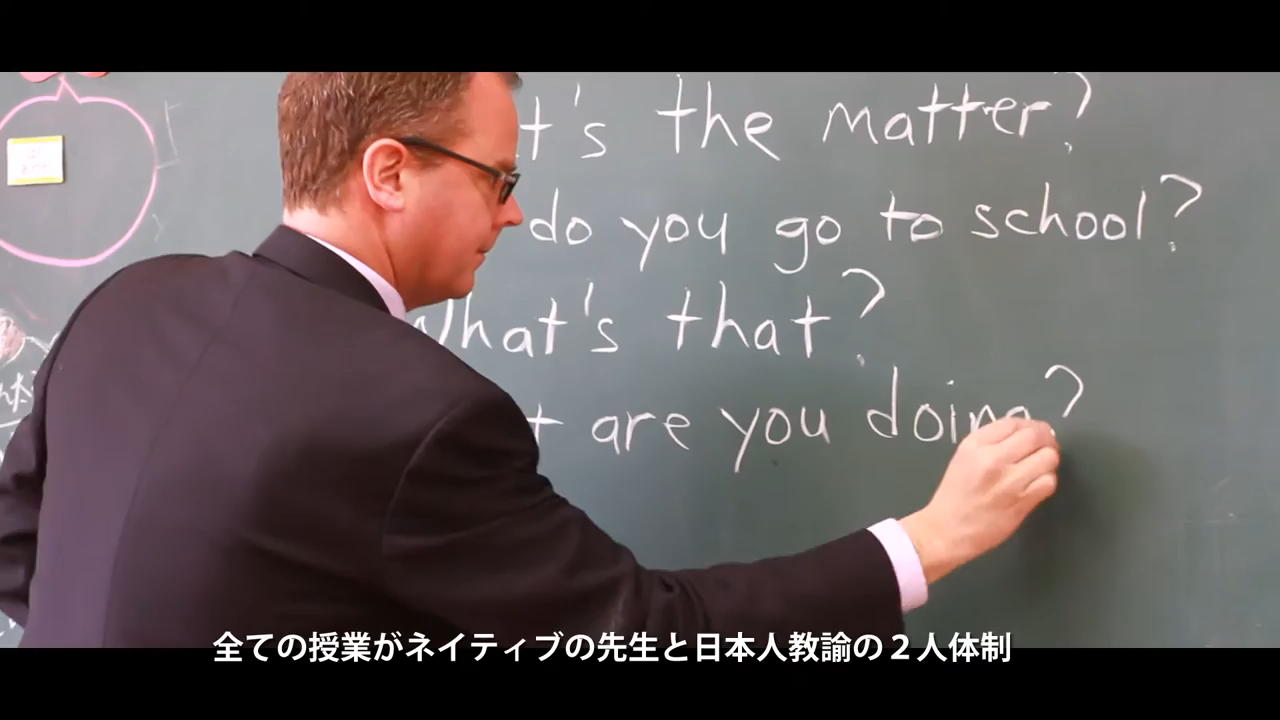 t's the matter?
do you go to school?
What's that?
t are you doing?
全ての授業がネイティブの先生と日本人教諭の２人体制